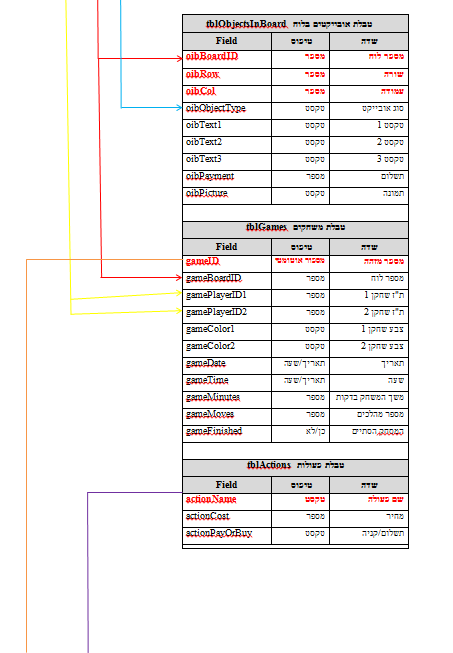 טבלת אובייקטים בלוח tblObjectsInBoard
שדה טיפוס Field
מספר לוח מספר oibBoardID
שורה מספר oibRow
עמודה מספר oibCol
סוג אובייקט טקסט oibObjectType
טקסט 1 טקסט oibText1
טקסט 2 טקסט oibText2
טקסט 3 טקסט oibText3
תשלום מספר oibPayment
תמונה טקסט oibPicture
טבלת משחקים tblGames
שדה טיפוס Field
מספר מזהה מספור אוטומטי gameID
מספר לוח מספר gameBoardID
ת"ז שחקן 1 מספר gamePlayerID1
ת"ז שחקן 2 מספר gamePlayerID2
צבע שחקן 1 טקסט gameColor1
צבע שחקן 2 טקסט gameColor2
תאריך תאריך/שעה gameDate
שעה תאריך/שעה gameTime
משך המשחק בדקות מספר gameMinutes
מספר מהלכים מספר gameMoves
המשחק הסתיים כן/לא gameFinished
טבלת פעולות tblActions
שדה טיפוס Field
שם פעולה טקסט actionName
מחיר מספר actionCost
תשלום/קניה טקסט actionPayOrBuy